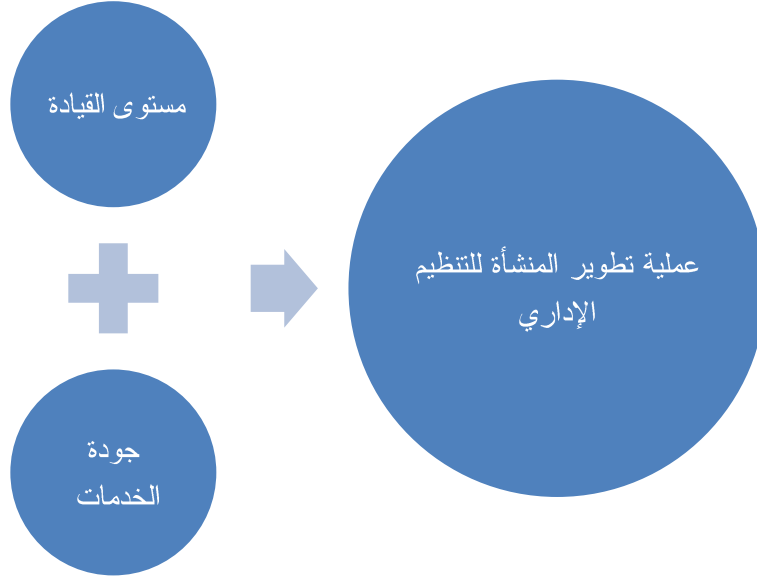 مستوى القيادة
جودة
الخدمات
عملية تطوير المنشأة للتنظيم
الإداري